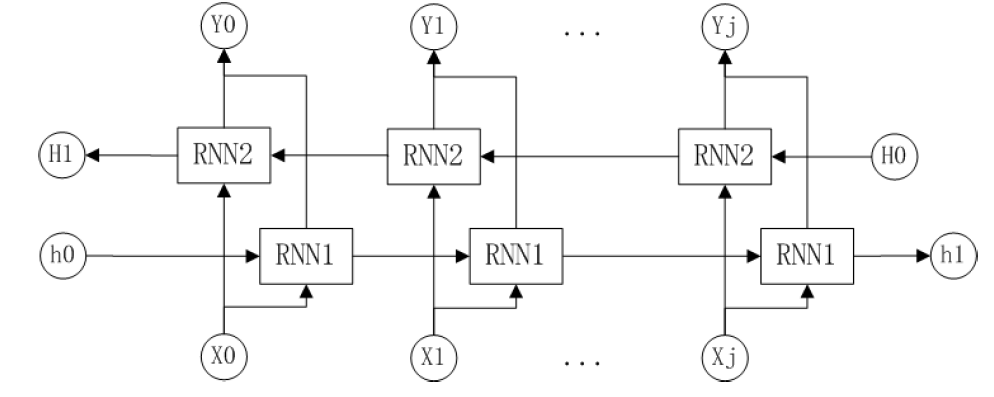 Y0 Y1 ... Yj
H1 RNN2 RNN2 RNN2 H0
h0 RNN1 RNN1 RNN1 h1
X0 X1 ... Xj